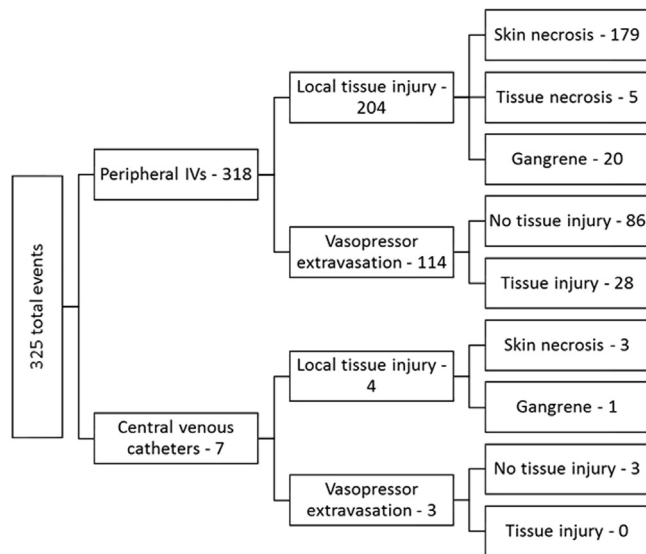 325 total events
Peripheral IVs - 318
Local tissue injury -
204
Skin necrosis - 179
Tissue necrosis - 5
Gangrene - 20
Vasopressor
extravasation - 114
No tissue injury - 86
Tissue injury - 28
Central venous
catheters - 7
Local tissue injury -
4
Skin necrosis - 3
Gangrene - 1
Vasopressor
extravasation - 3
No tissue injury - 3
Tissue injury - 0